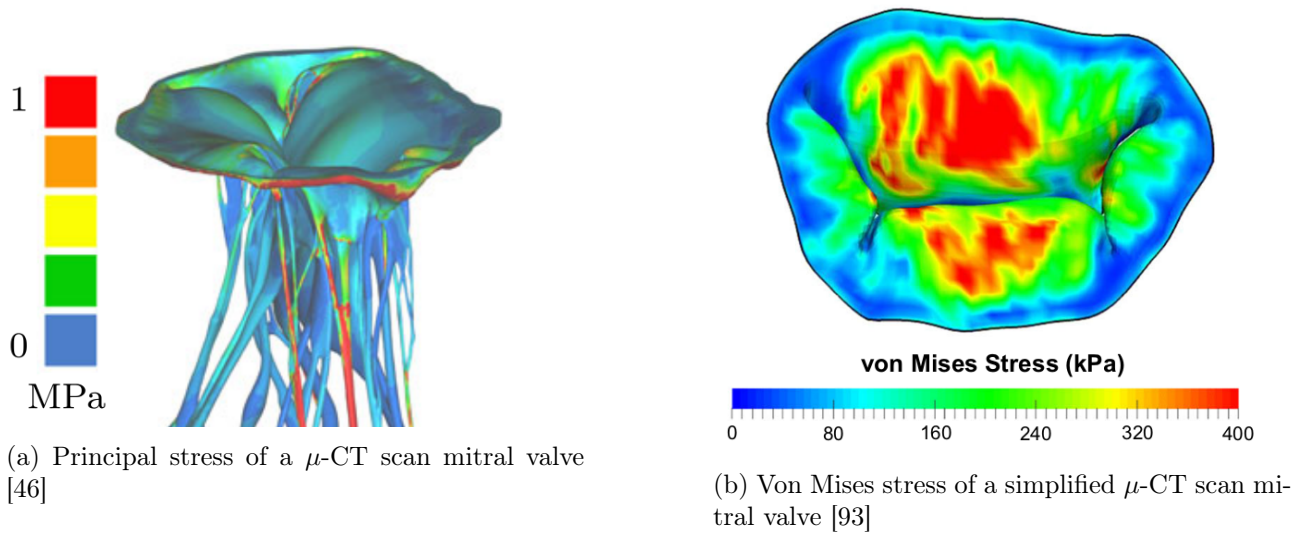 1
0
MPa
(a) Principal stress of a μ-CT scan mitral valve
[46]
von Mises Stress (kPa)
0 80 160 240 320 400
(b) Von Mises stress of a simplified μ-CT scan mi-
tral valve [93]